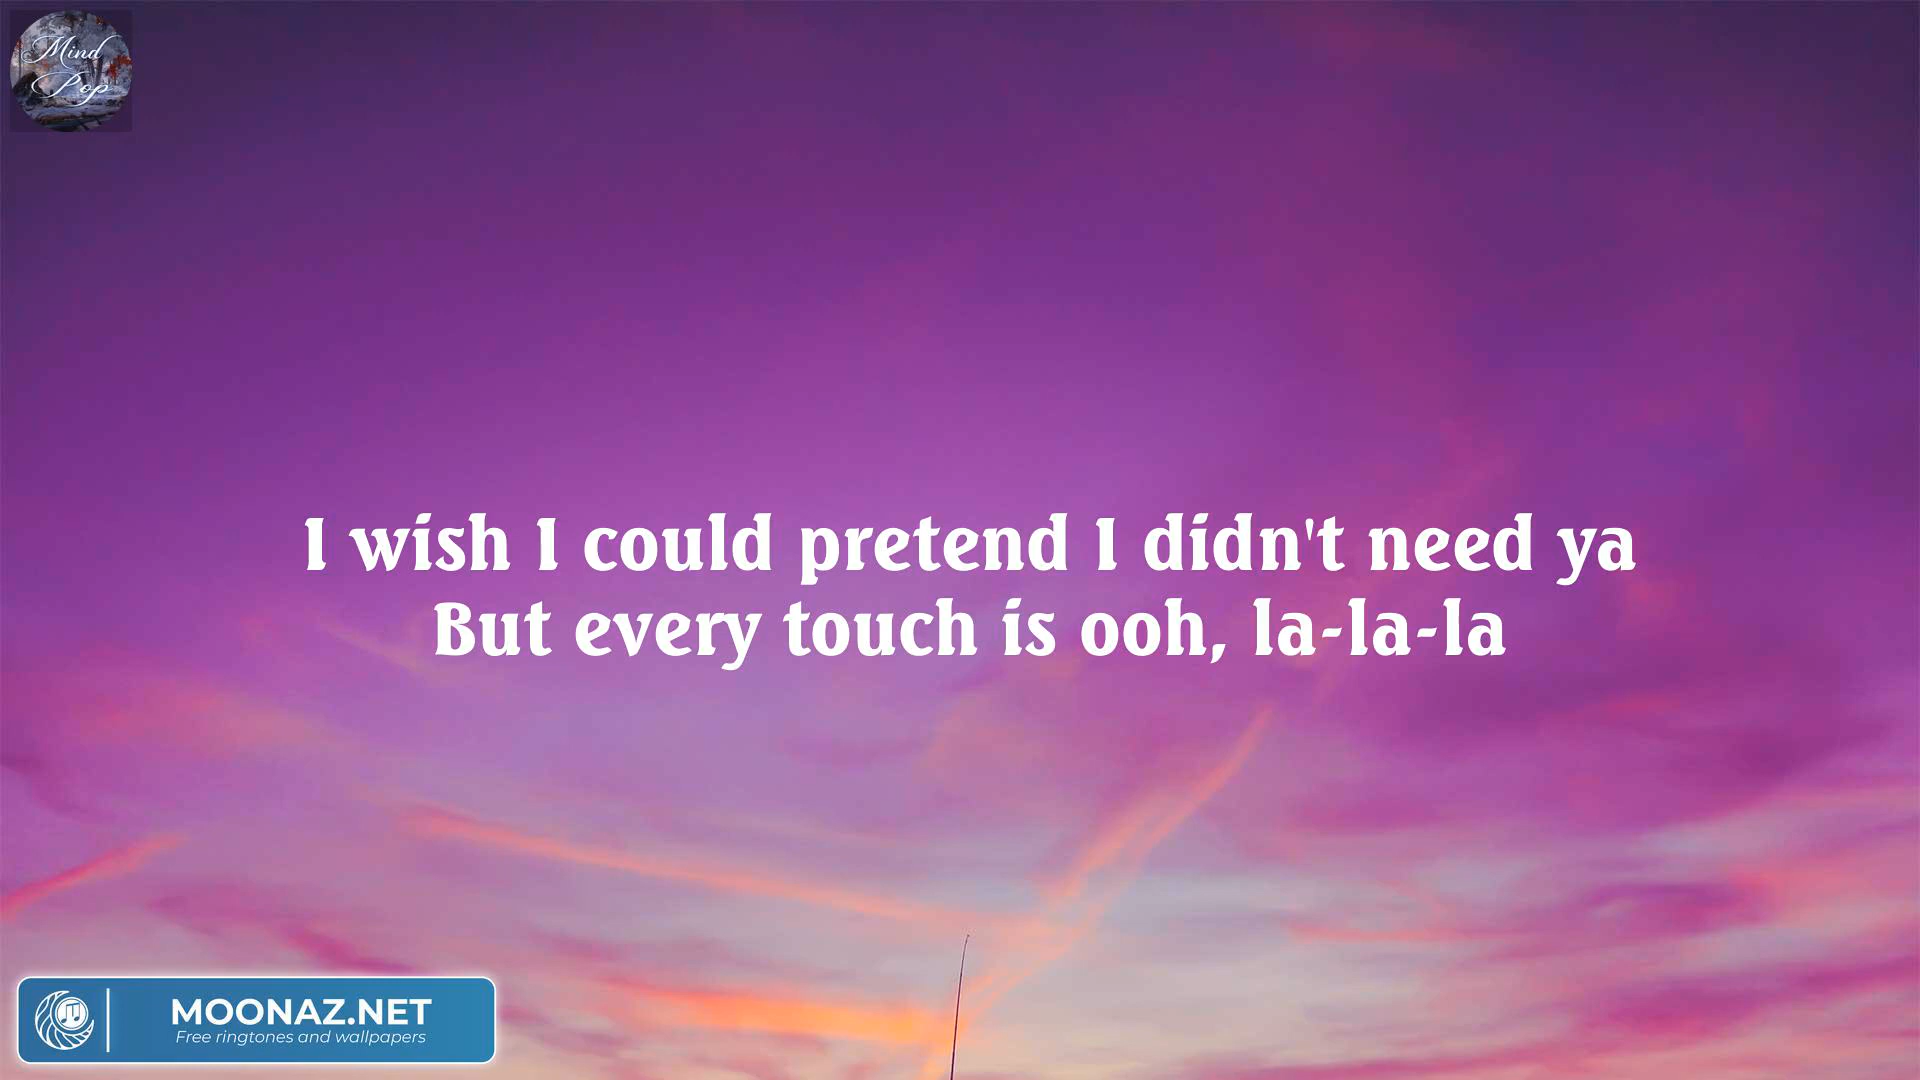 Mind
Pop
I wish I could pretend I didn't need ya
But every touch is ooh, la-la-la
MOONAZ.NET
Free ringtones and wallpapers